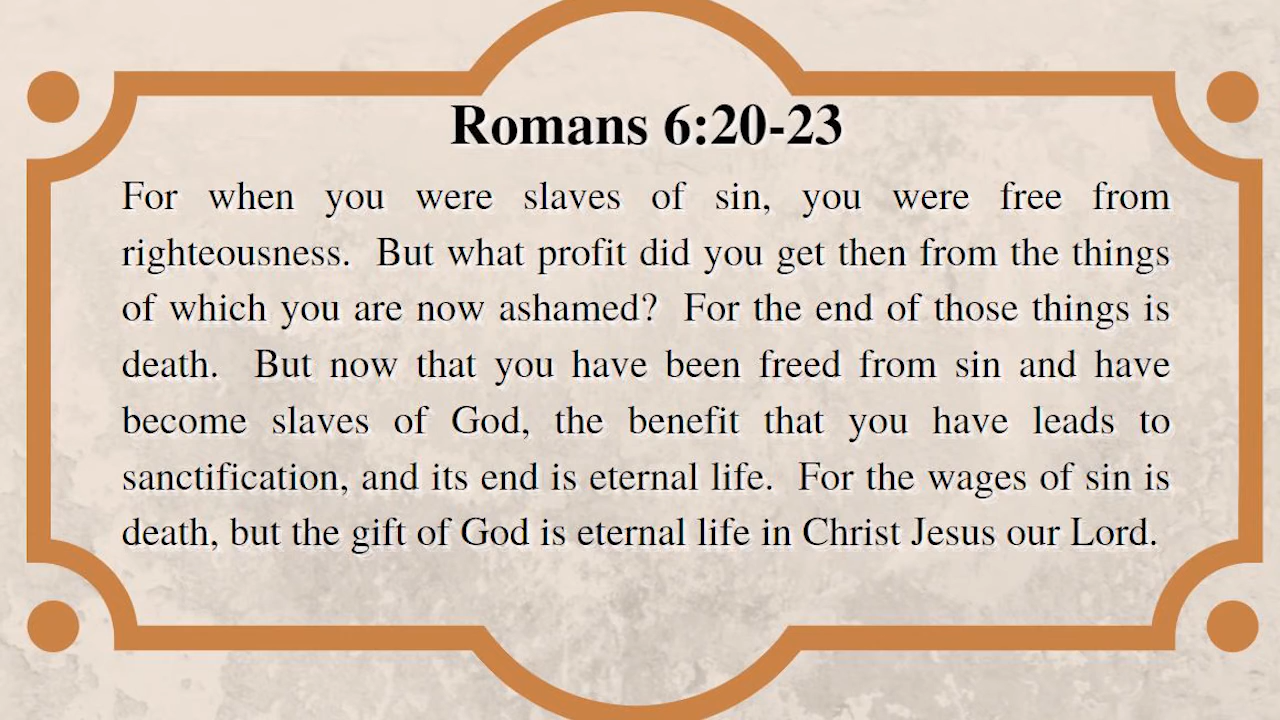 Romans 6:20-23
For when you were slaves of sin, you were free from
righteousness. But what profit did you get then from the things
of which you are now ashamed? For the end of those things is
death. But now that you have been freed from sin and have
become slaves of God, the benefit that you have leads to
sanctification, and its end is eternal life. For the wages of sin is
death, but the gift of God is eternal life in Christ Jesus our Lord.